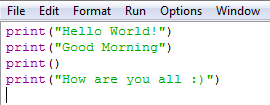 File Edit Format Run Options Window
print("Hello World!")
print("Good Morning")
print()
print("How are you all :)")